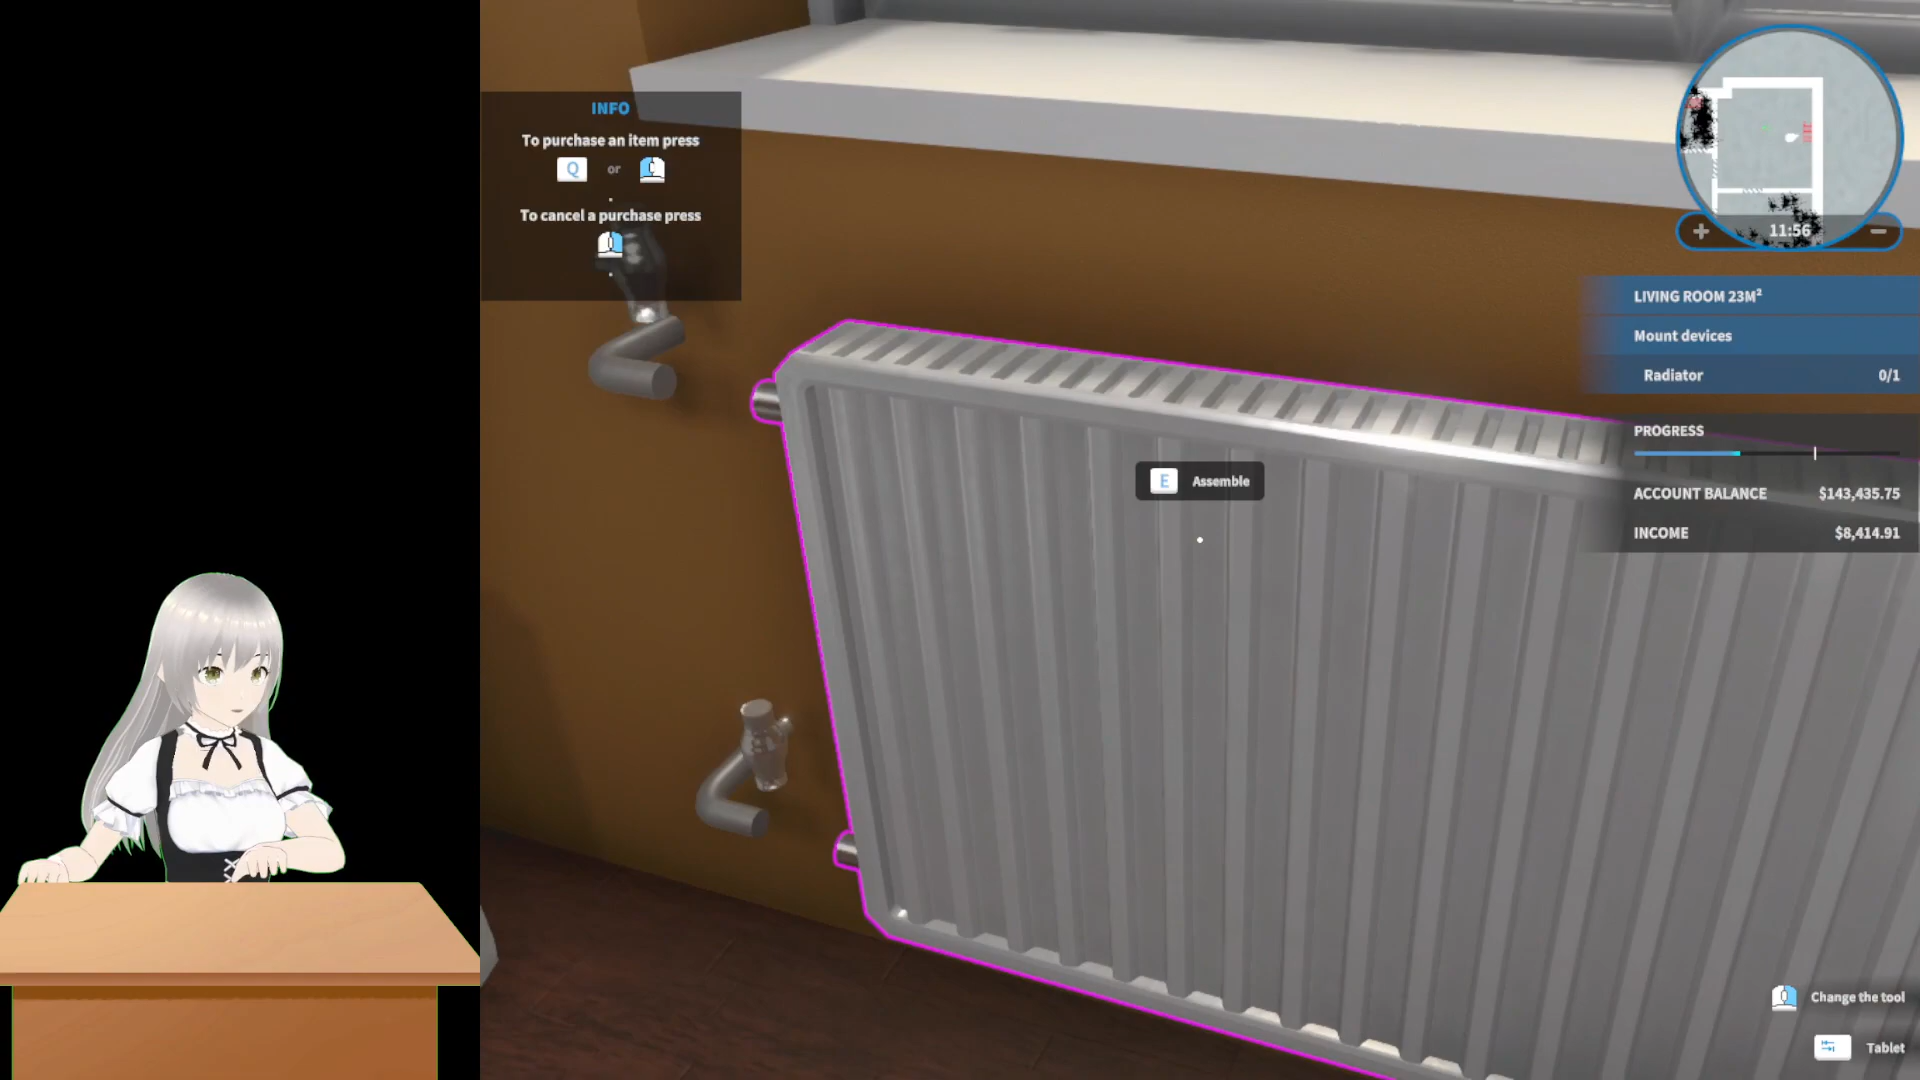 INFO
To purchase an item press
Q or
To cancel a purchase press
11:56
LIVING ROOM 23M²
Mount devices
Radiator 0/1
PROGRESS
ACCOUNT BALANCE $143,435.75
INCOME $8,414.91
E Assemble
Change the tool
Tablet